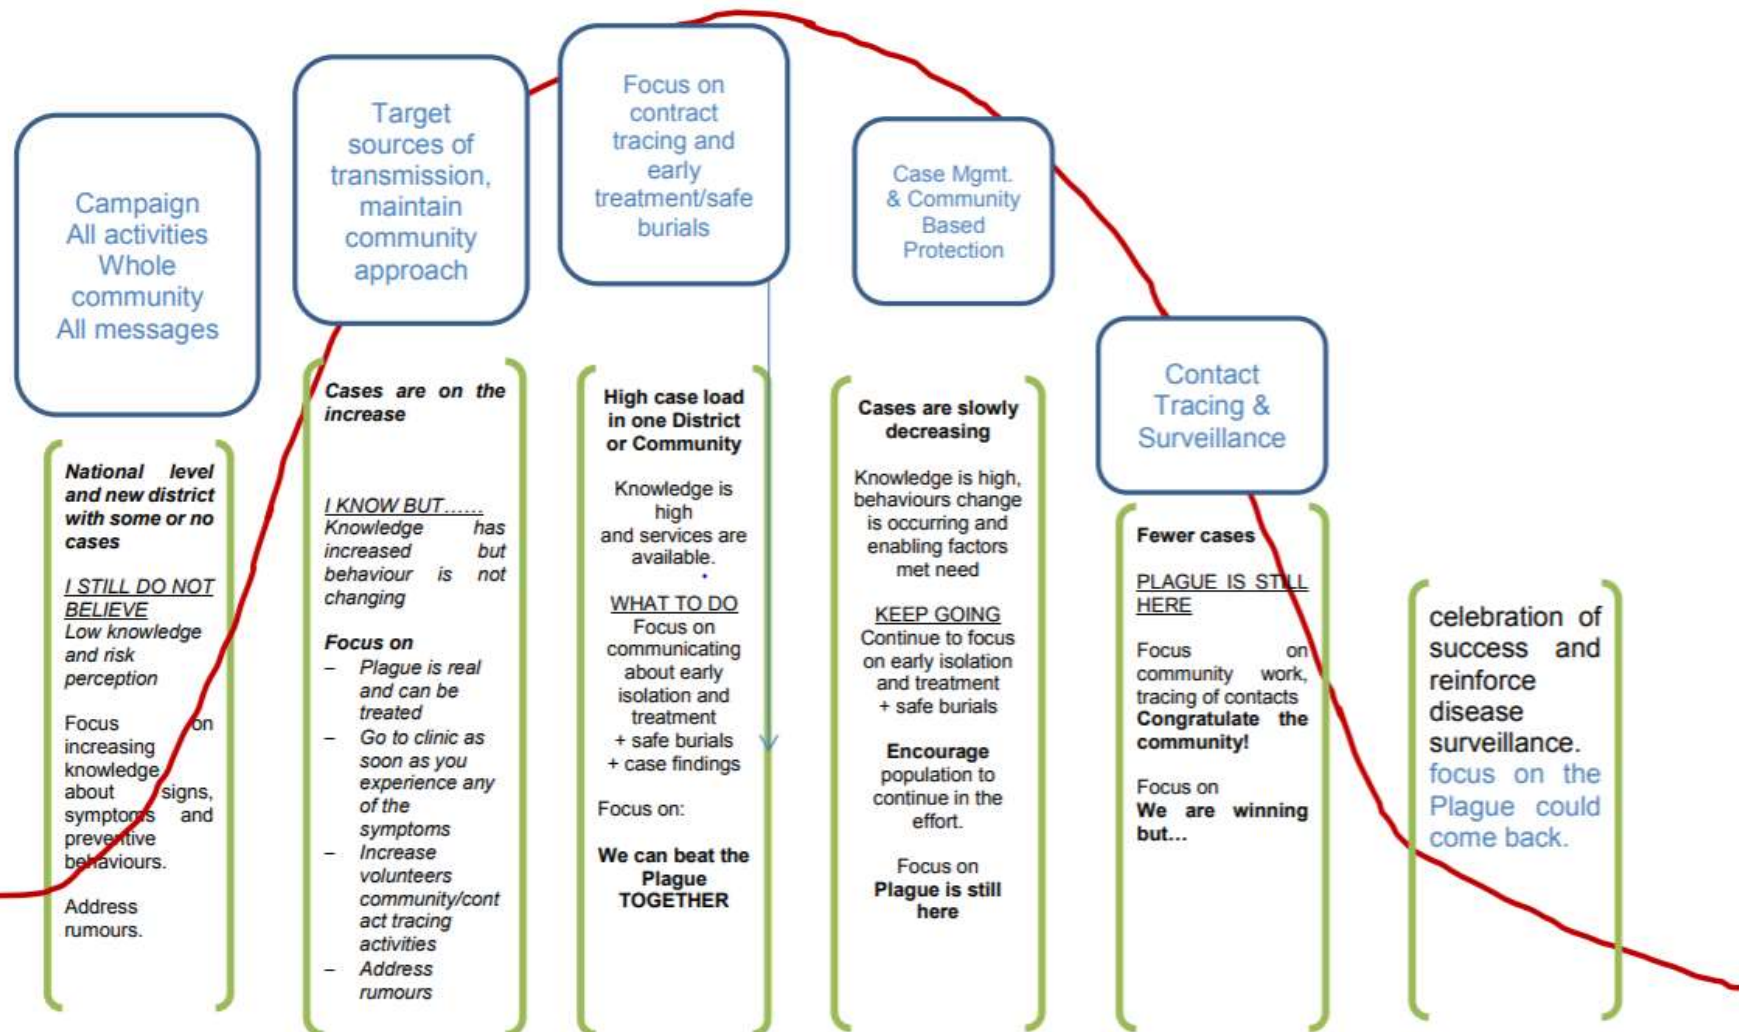 Campaign
All activities
Whole
community
All messages
National level
and new district
with some or no
cases
I STILL DO NOT
BELIEVE
Low knowledge
and risk
perception
Focus on
increasing
knowledge
about signs,
symptoms and
preventive
behaviours.
Address
rumours.
Target
sources of
transmission,
maintain
community
approach
Cases are on the
increase
I KNOW BUT......
Knowledge has
increased but
behaviour is not
changing
Focus on
– Plague is real
and can be
treated
– Go to clinic as
soon as you
experience any
of the
symptoms
– Increase
volunteers
community/cont
act tracing
activities
– Address
rumours
Focus on
contract
tracing and
early
treatment/safe
burials
High case load
in one District
or Community
Knowledge is
high
and services are
available.
WHAT TO DO
Focus on
communicating
about early
isolation and
treatment
+ safe burials
+ case findings
Focus on:
We can beat the
Plague
TOGETHER
Case Mgmt.
& Community
Based
Protection
Cases are slowly
decreasing
Knowledge is high,
behaviours change
is occurring and
enabling factors
met need
KEEP GOING
Continue to focus
on early isolation
and treatment
+ safe burials
Encourage
population to
continue in the
effort.
Focus on
Plague is still
here
Contact
Tracing &
Surveillance
Fewer cases
PLAGUE IS STILL
HERE
Focus on
community work,
tracing of contacts
Congratulate the
community!
Focus on
We are winning
but...
celebration of
success and
reinforce
disease
surveillance.
focus on the
Plague could
come back.